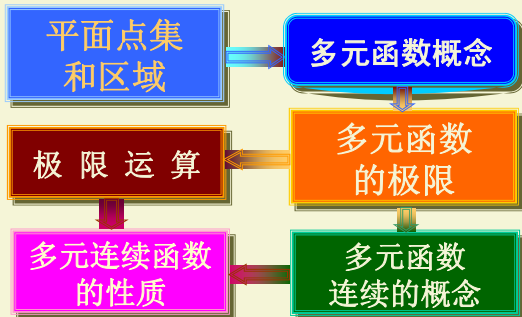 平面点集
和区域
多元函数概念
多元函数
的极限
极 限 运 算
多元连续函数
的性质
多元函数
连续的概念